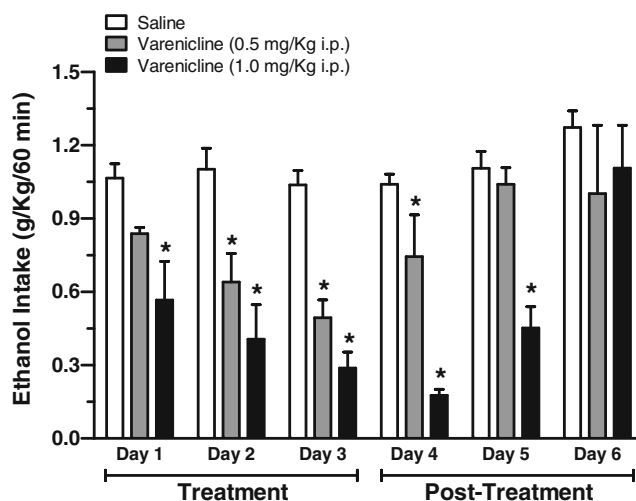 Saline
Varenicline (0.5 mg/Kg i.p.)
Varenicline (1.0 mg/Kg i.p.)
Ethanol Intake (g/Kg/60 min)
1.5
1.2
0.9
0.6
0.3
0.0
*
* *
* *
* *
*
Day 1 Day 2 Day 3 Day 4 Day 5 Day 6
Treatment Post-Treatment